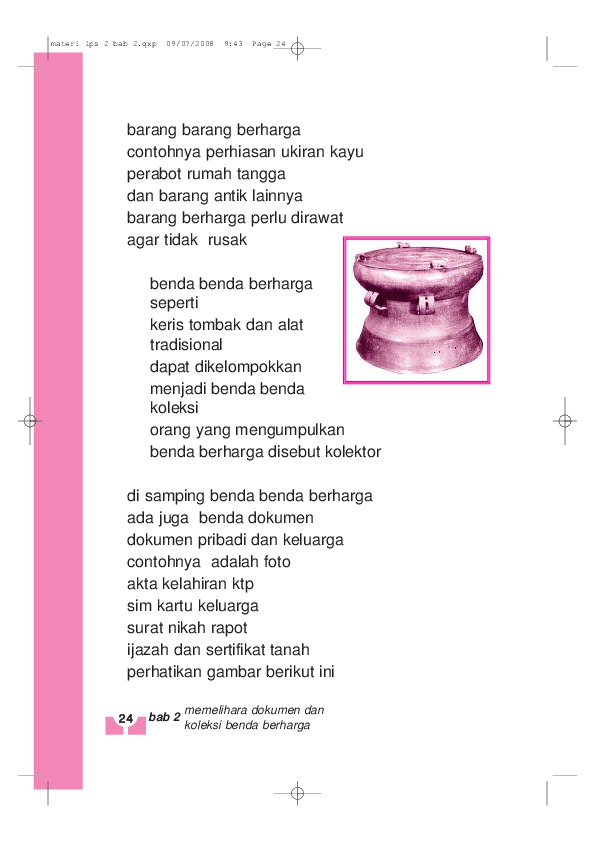 materi ips 2 bab 2.qxp  09/07/2008  9:43  Page 24
barang barang berharga
contohnya perhiasan ukiran kayu
perabot rumah tangga
dan barang antik lainnya
barang berharga perlu dirawat
agar tidak  rusak
benda benda berharga
seperti
keris tombak dan alat
tradisional
dapat dikelompokkan
menjadi benda benda
koleksi
orang yang mengumpulkan
benda berharga disebut kolektor
di samping benda benda berharga
ada juga  benda dokumen
dokumen pribadi dan keluarga
contohnya  adalah foto
akta kelahiran ktp
sim kartu keluarga
surat nikah rapot
ijazah dan sertifikat tanah
perhatikan gambar berikut ini
24 bab 2 memelihara dokumen dan
koleksi benda berharga